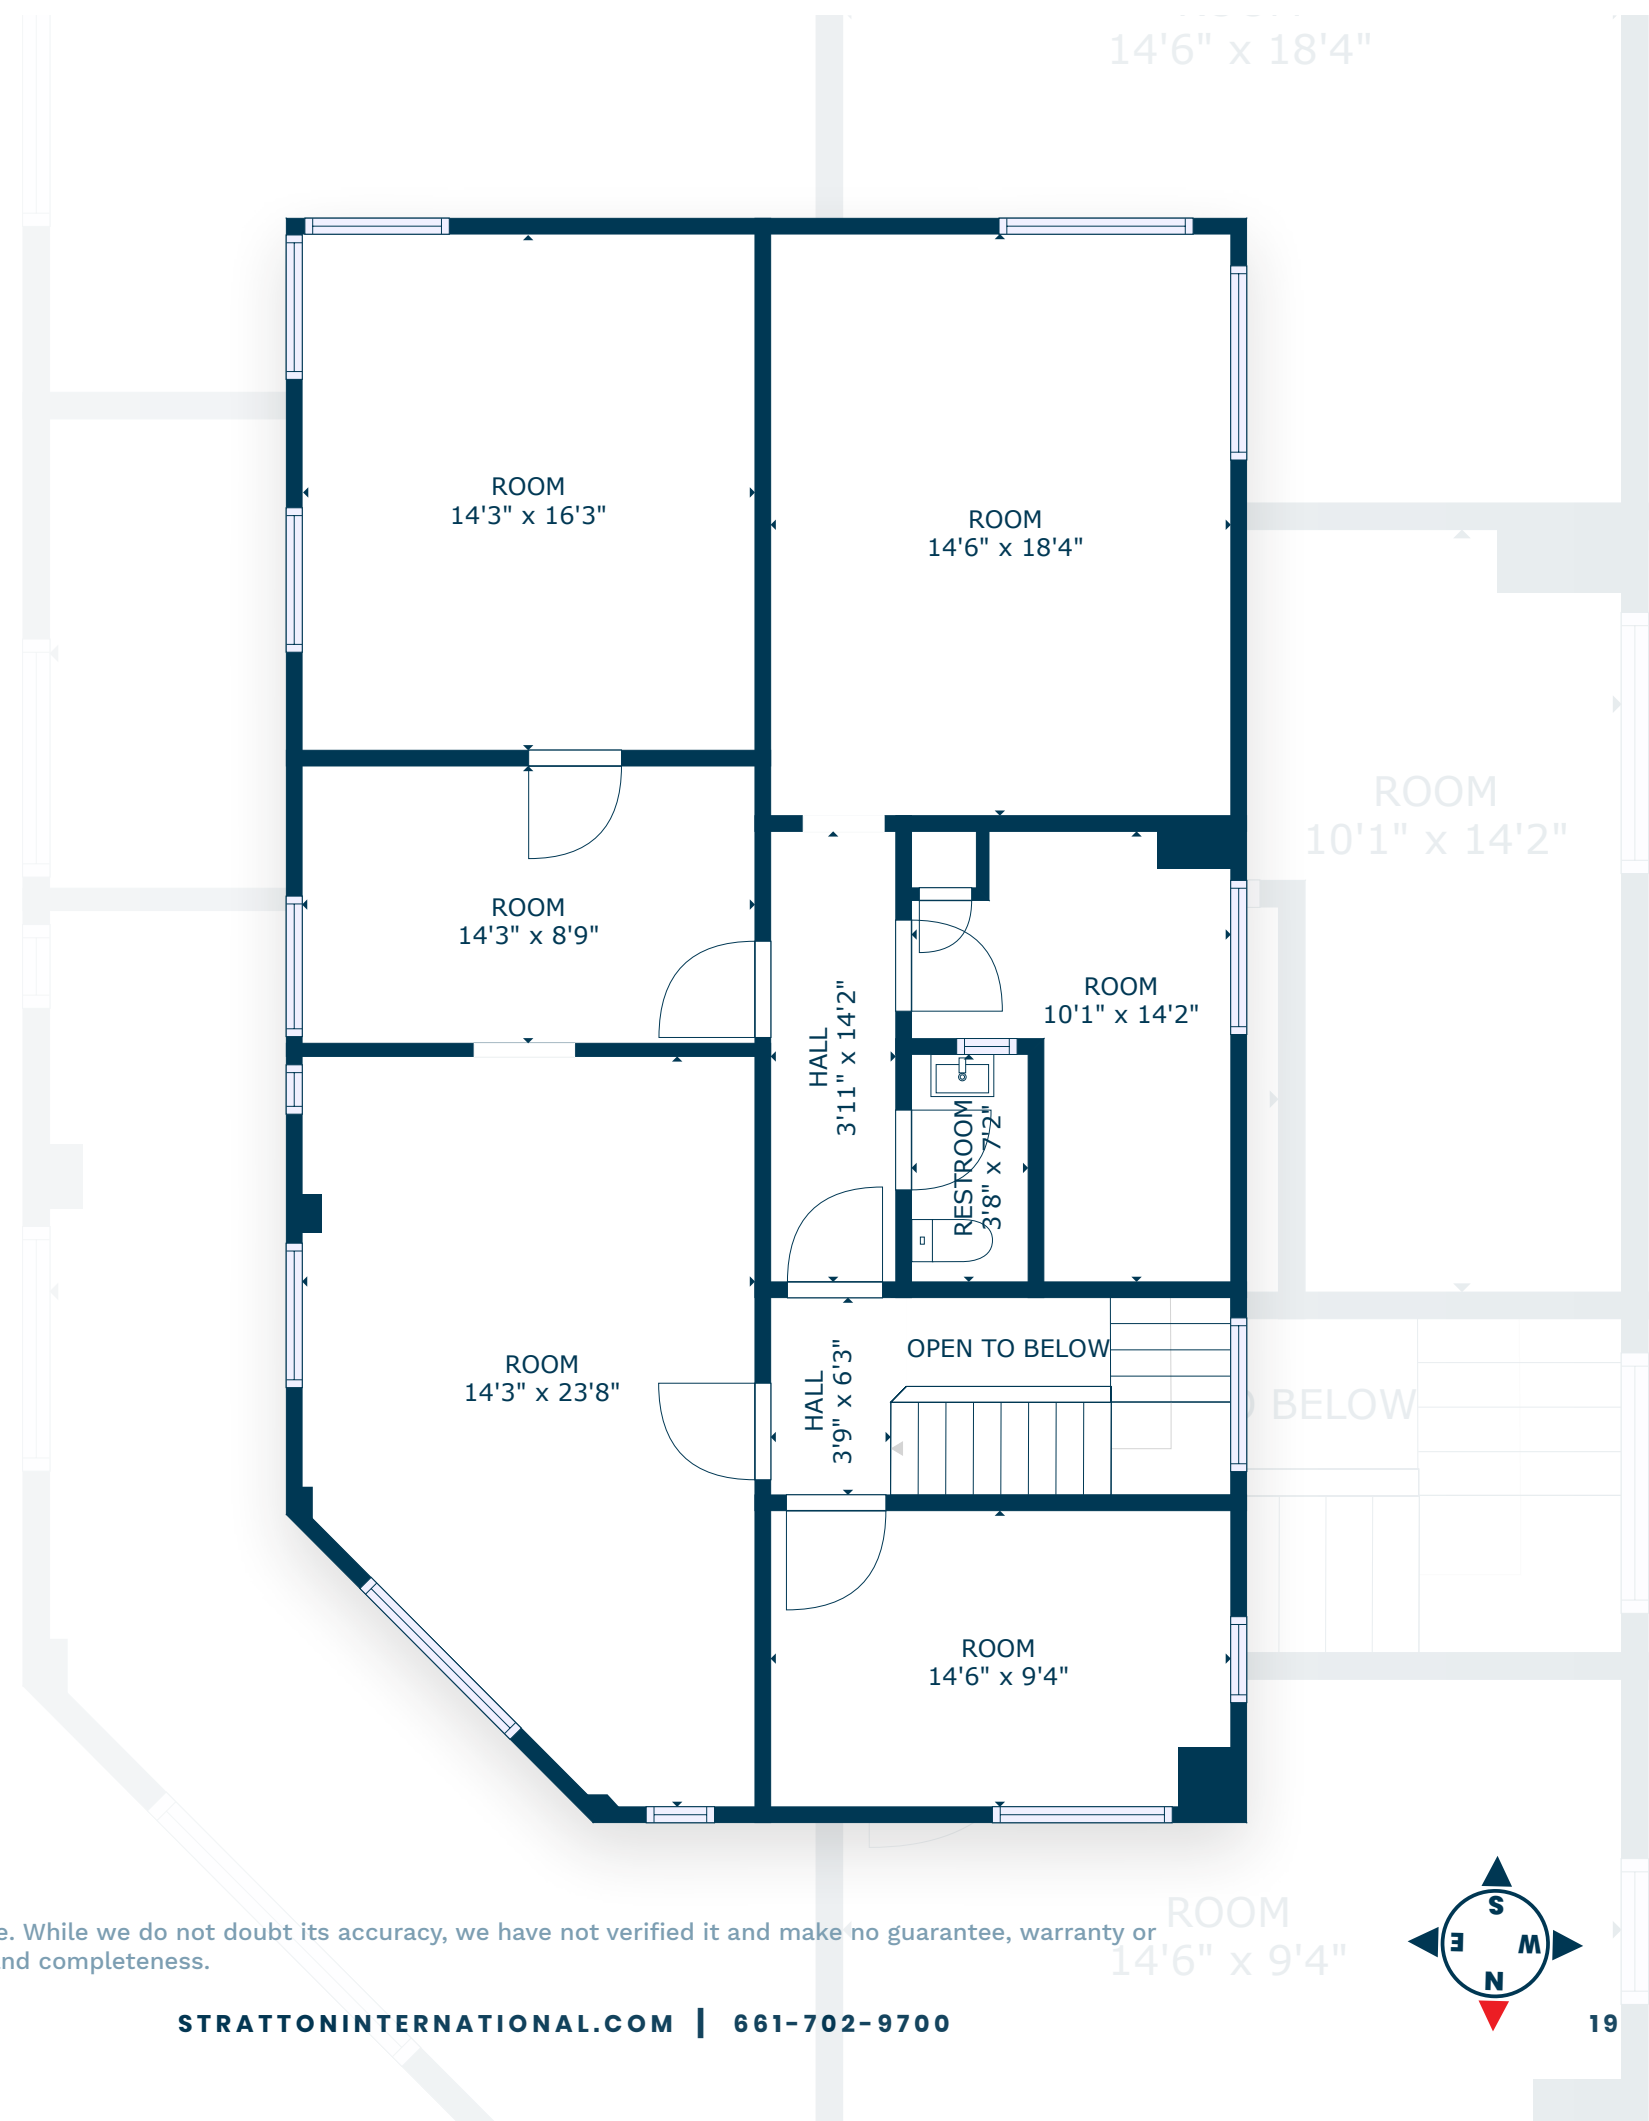 14'6" x 18'4"
ROOM
14'3" x 16'3"
ROOM
14'6" x 18'4"
ROOM
10'1" x 14'2"
ROOM
14'3" x 8'9"
ROOM
10'1" x 14'2"
HALL
3'11" x 14'2"
RESTROOM
3'8" x 7'2"
OPEN TO BELOW
BELOW
HALL
3'9" x 6'3"
ROOM
14'3" x 23'8"
ROOM
14'6" x 9'4"
ROOM
14'6" x 9'4"
S
E W
N
e. While we do not doubt its accuracy, we have not verified it and make no guarantee, warranty or
nd completeness.
STRATTONINTERNATIONAL.COM | 661-702-9700
19